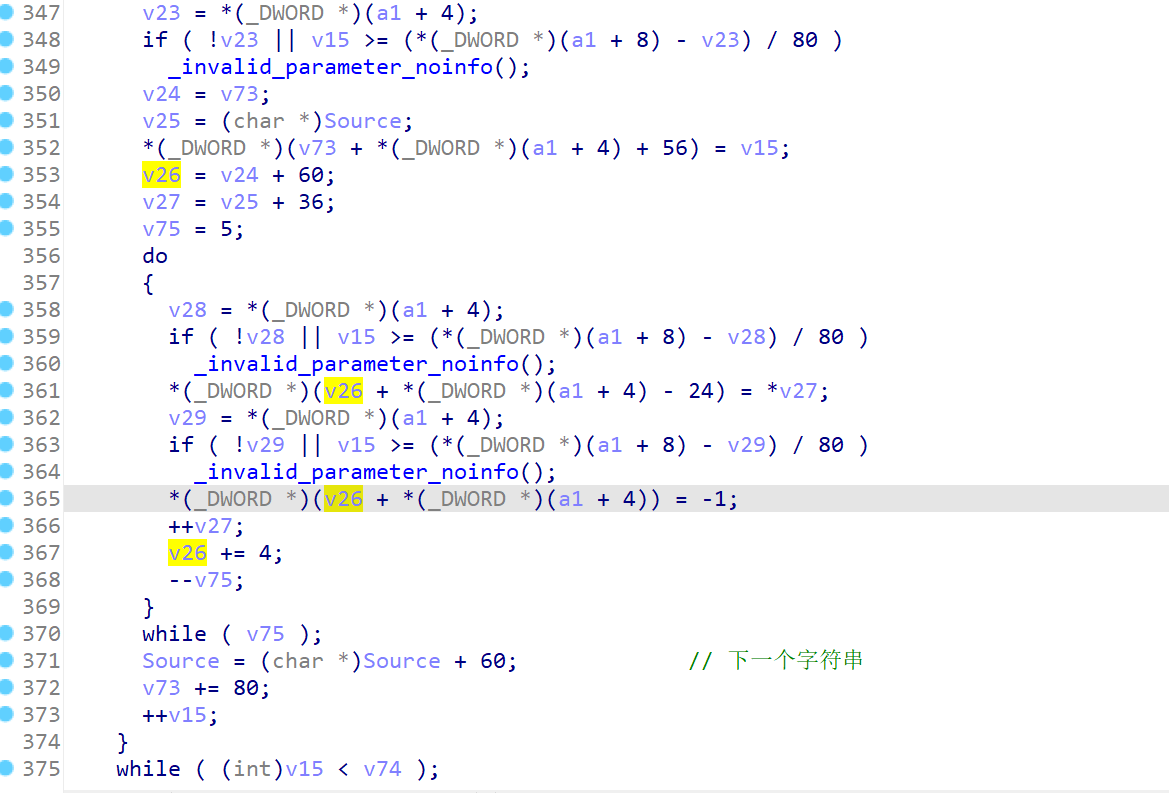 347 v23 = *(_DWORD *)(a1 + 4);
348 if ( !v23 || v15 >= (*(_DWORD *)(a1 + 8) - v23) / 80 )
349 _invalid_parameter_noinfo();
350 v24 = v73;
351 v25 = (char *)Source;
352 *(_DWORD *)(v73 + *(_DWORD *)(a1 + 4) + 56) = v15;
353 v26 = v24 + 60;
354 v27 = v25 + 36;
355 v75 = 5;
356 do
357 {
358 v28 = *(_DWORD *)(a1 + 4);
359 if ( !v28 || v15 >= (*(_DWORD *)(a1 + 8) - v28) / 80 )
360 _invalid_parameter_noinfo();
361 *(_DWORD *)(v26 + *(_DWORD *)(a1 + 4) - 24) = *v27;
362 v29 = *(_DWORD *)(a1 + 4);
363 if ( !v29 || v15 >= (*(_DWORD *)(a1 + 8) - v29) / 80 )
364 _invalid_parameter_noinfo();
365 *(_DWORD *)(v26 + *(_DWORD *)(a1 + 4)) = -1;
366 ++v27;
367 v26 += 4;
368 --v75;
369 }
370 while ( v75 );
371 Source = (char *)Source + 60; // 下一个字符串
372 v73 += 80;
373 ++v15;
374 }
375 while ( (int)v15 < v74 );